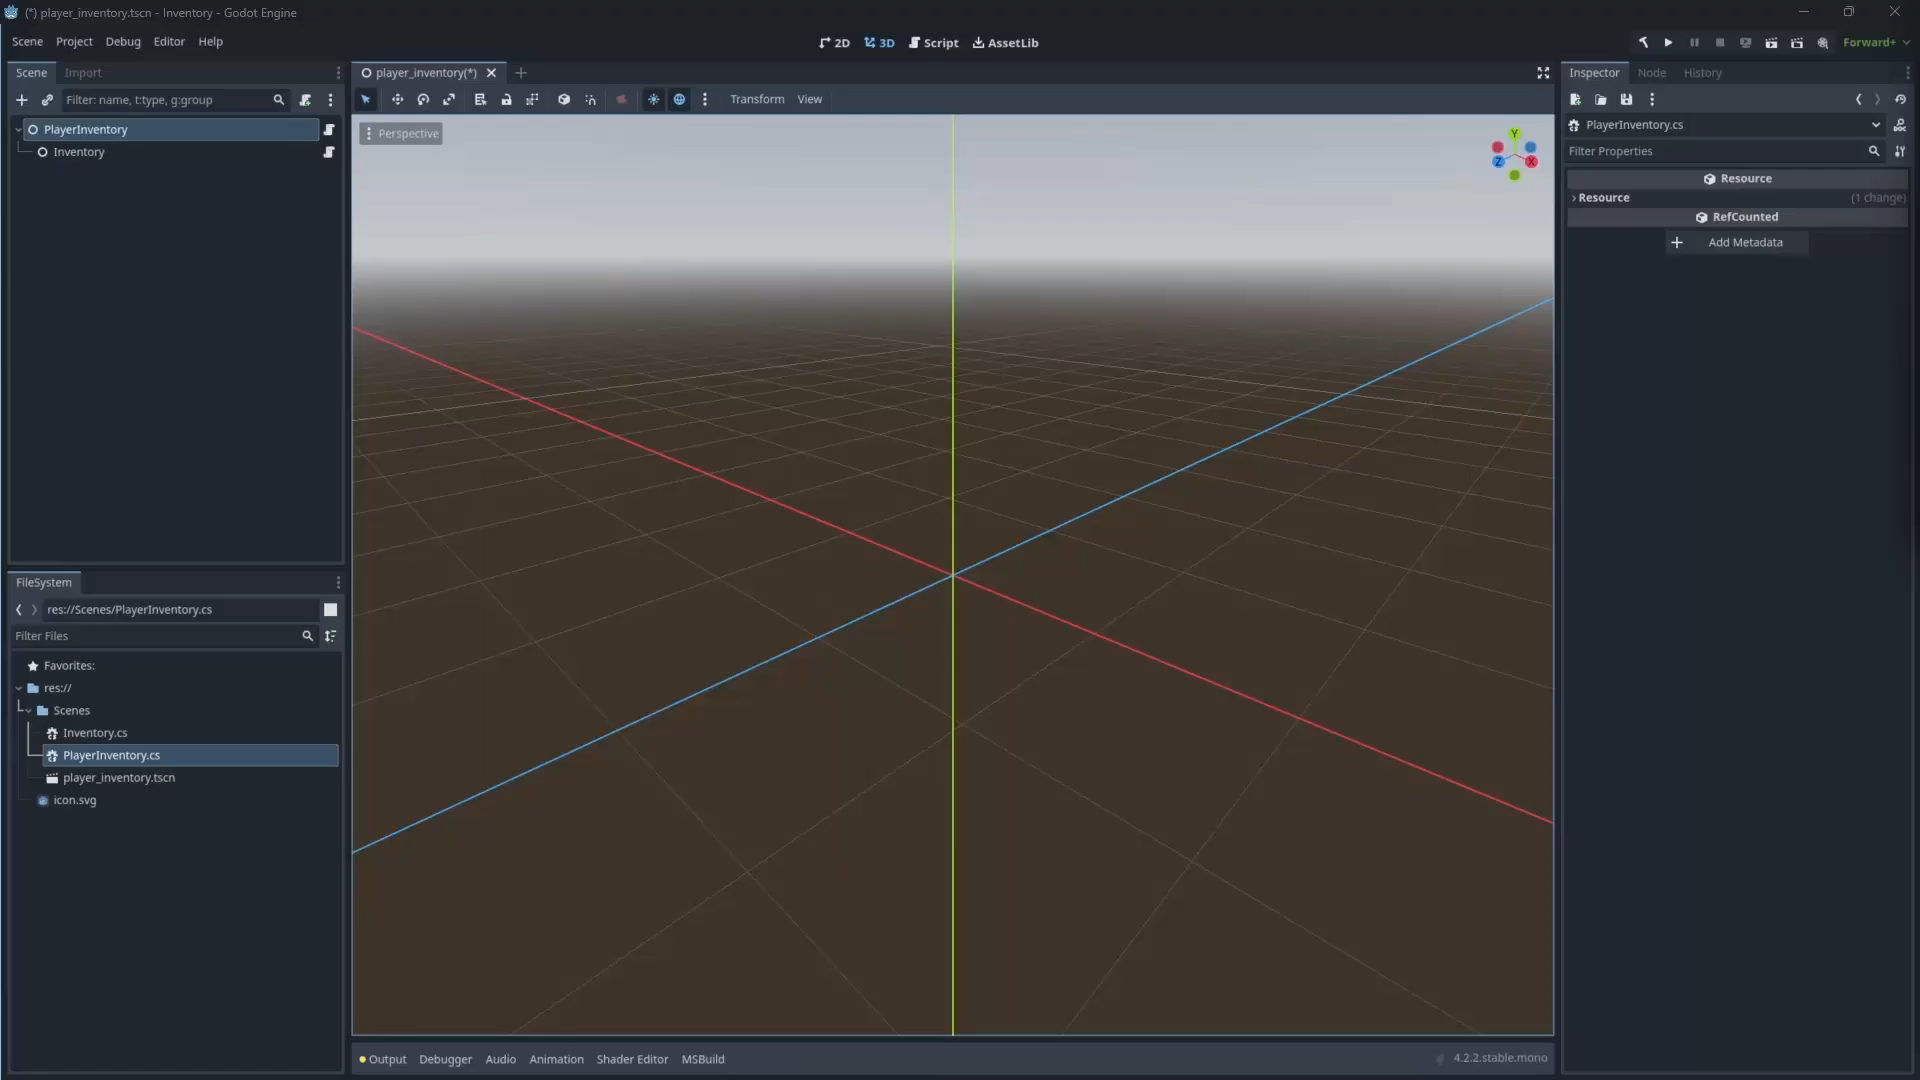 (*) player_inventory.tscn - Inventory - Godot Engine
Scene Project Debug Editor Help
2D 3D Script AssetLib
Forward+
Scene Import
Filter: name, t:type, g:group
PlayerInventory
Inventory
player_inventory(*)
Transform View
Perspective
Y
Z X
Inspector Node History
PlayerInventory.cs
DOC
Filter Properties
Resource
Resource (1 change)
RefCounted
Add Metadata
FileSystem
res://Scenes/PlayerInventory.cs
Filter Files
Favorites:
res://
Scenes
Inventory.cs
PlayerInventory.cs
player_inventory.tscn
icon.svg
Output Debugger Audio Animation Shader Editor MSBuild
4.2.2.stable.mono